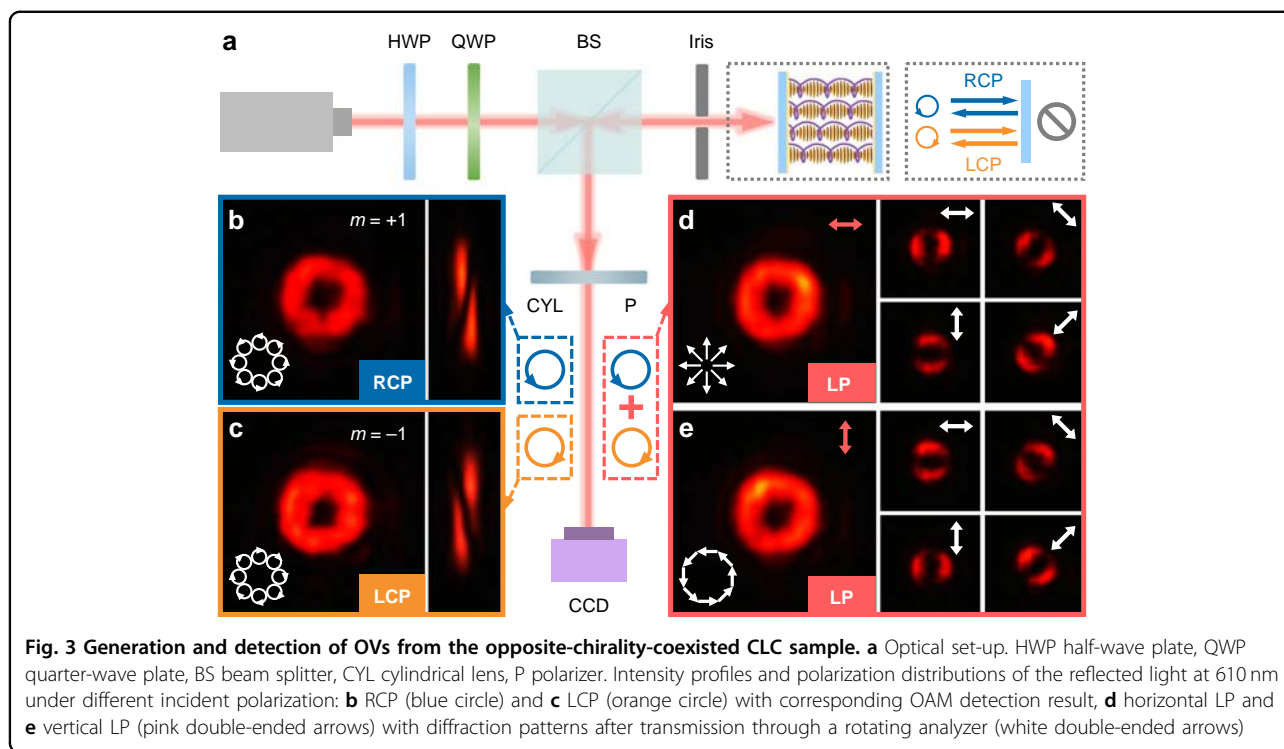 a
HWP
QWP
BS
Iris
RCP
LCP
b
m = +1
RCP
c
m = –1
LCP
CYL
P
+
CCD
d
LP
e
LP
Fig. 3 Generation and detection of OVs from the opposite-chirality-coexisted CLC sample. a Optical set-up. HWP half-wave plate, QWP
quarter-wave plate, BS beam splitter, CYL cylindrical lens, P polarizer. Intensity profiles and polarization distributions of the reflected light at 610 nm
under different incident polarization: b RCP (blue circle) and c LCP (orange circle) with corresponding OAM detection result, d horizontal LP and
e vertical LP (pink double-ended arrows) with diffraction patterns after transmission through a rotating analyzer (white double-ended arrows)